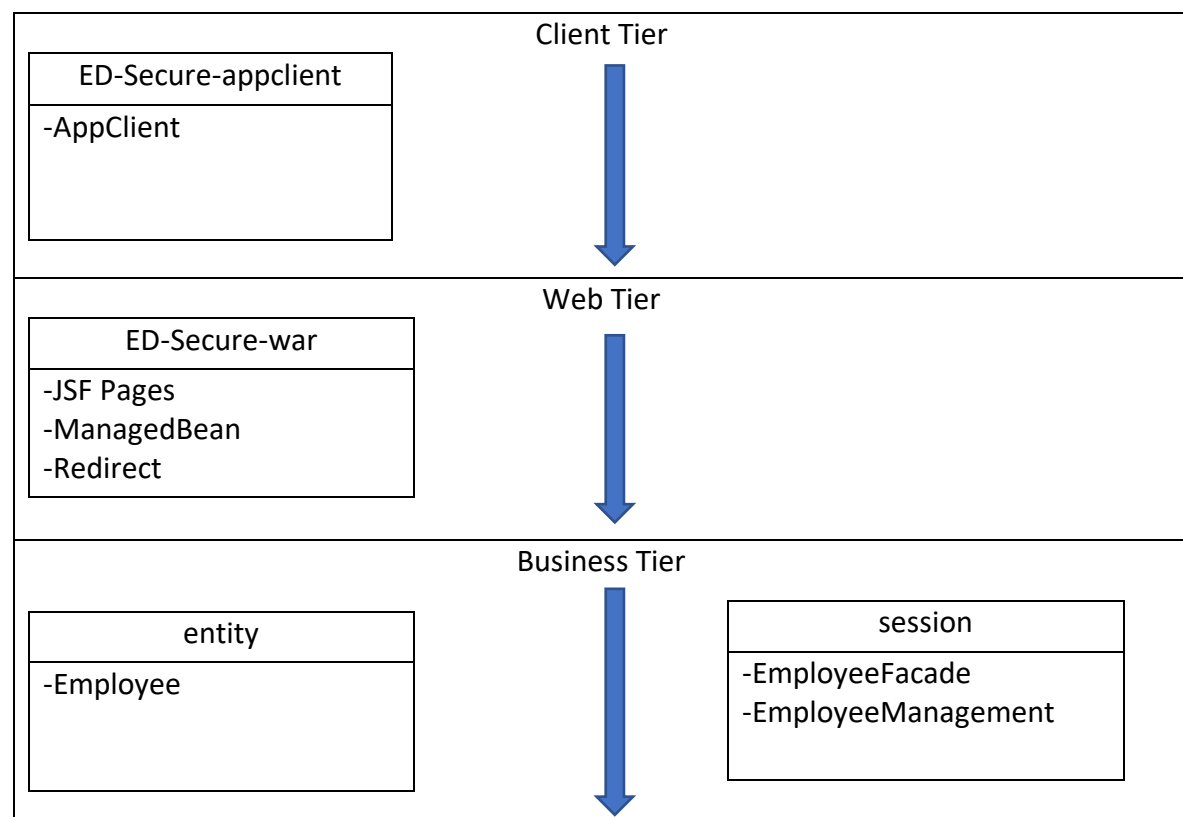 Client Tier
ED-Secure-appclient
-AppClient
Web Tier
ED-Secure-war
-JSF Pages
-ManagedBean
-Redirect
Business Tier
entity
-Employee
session
-EmployeeFacade
-EmployeeManagement